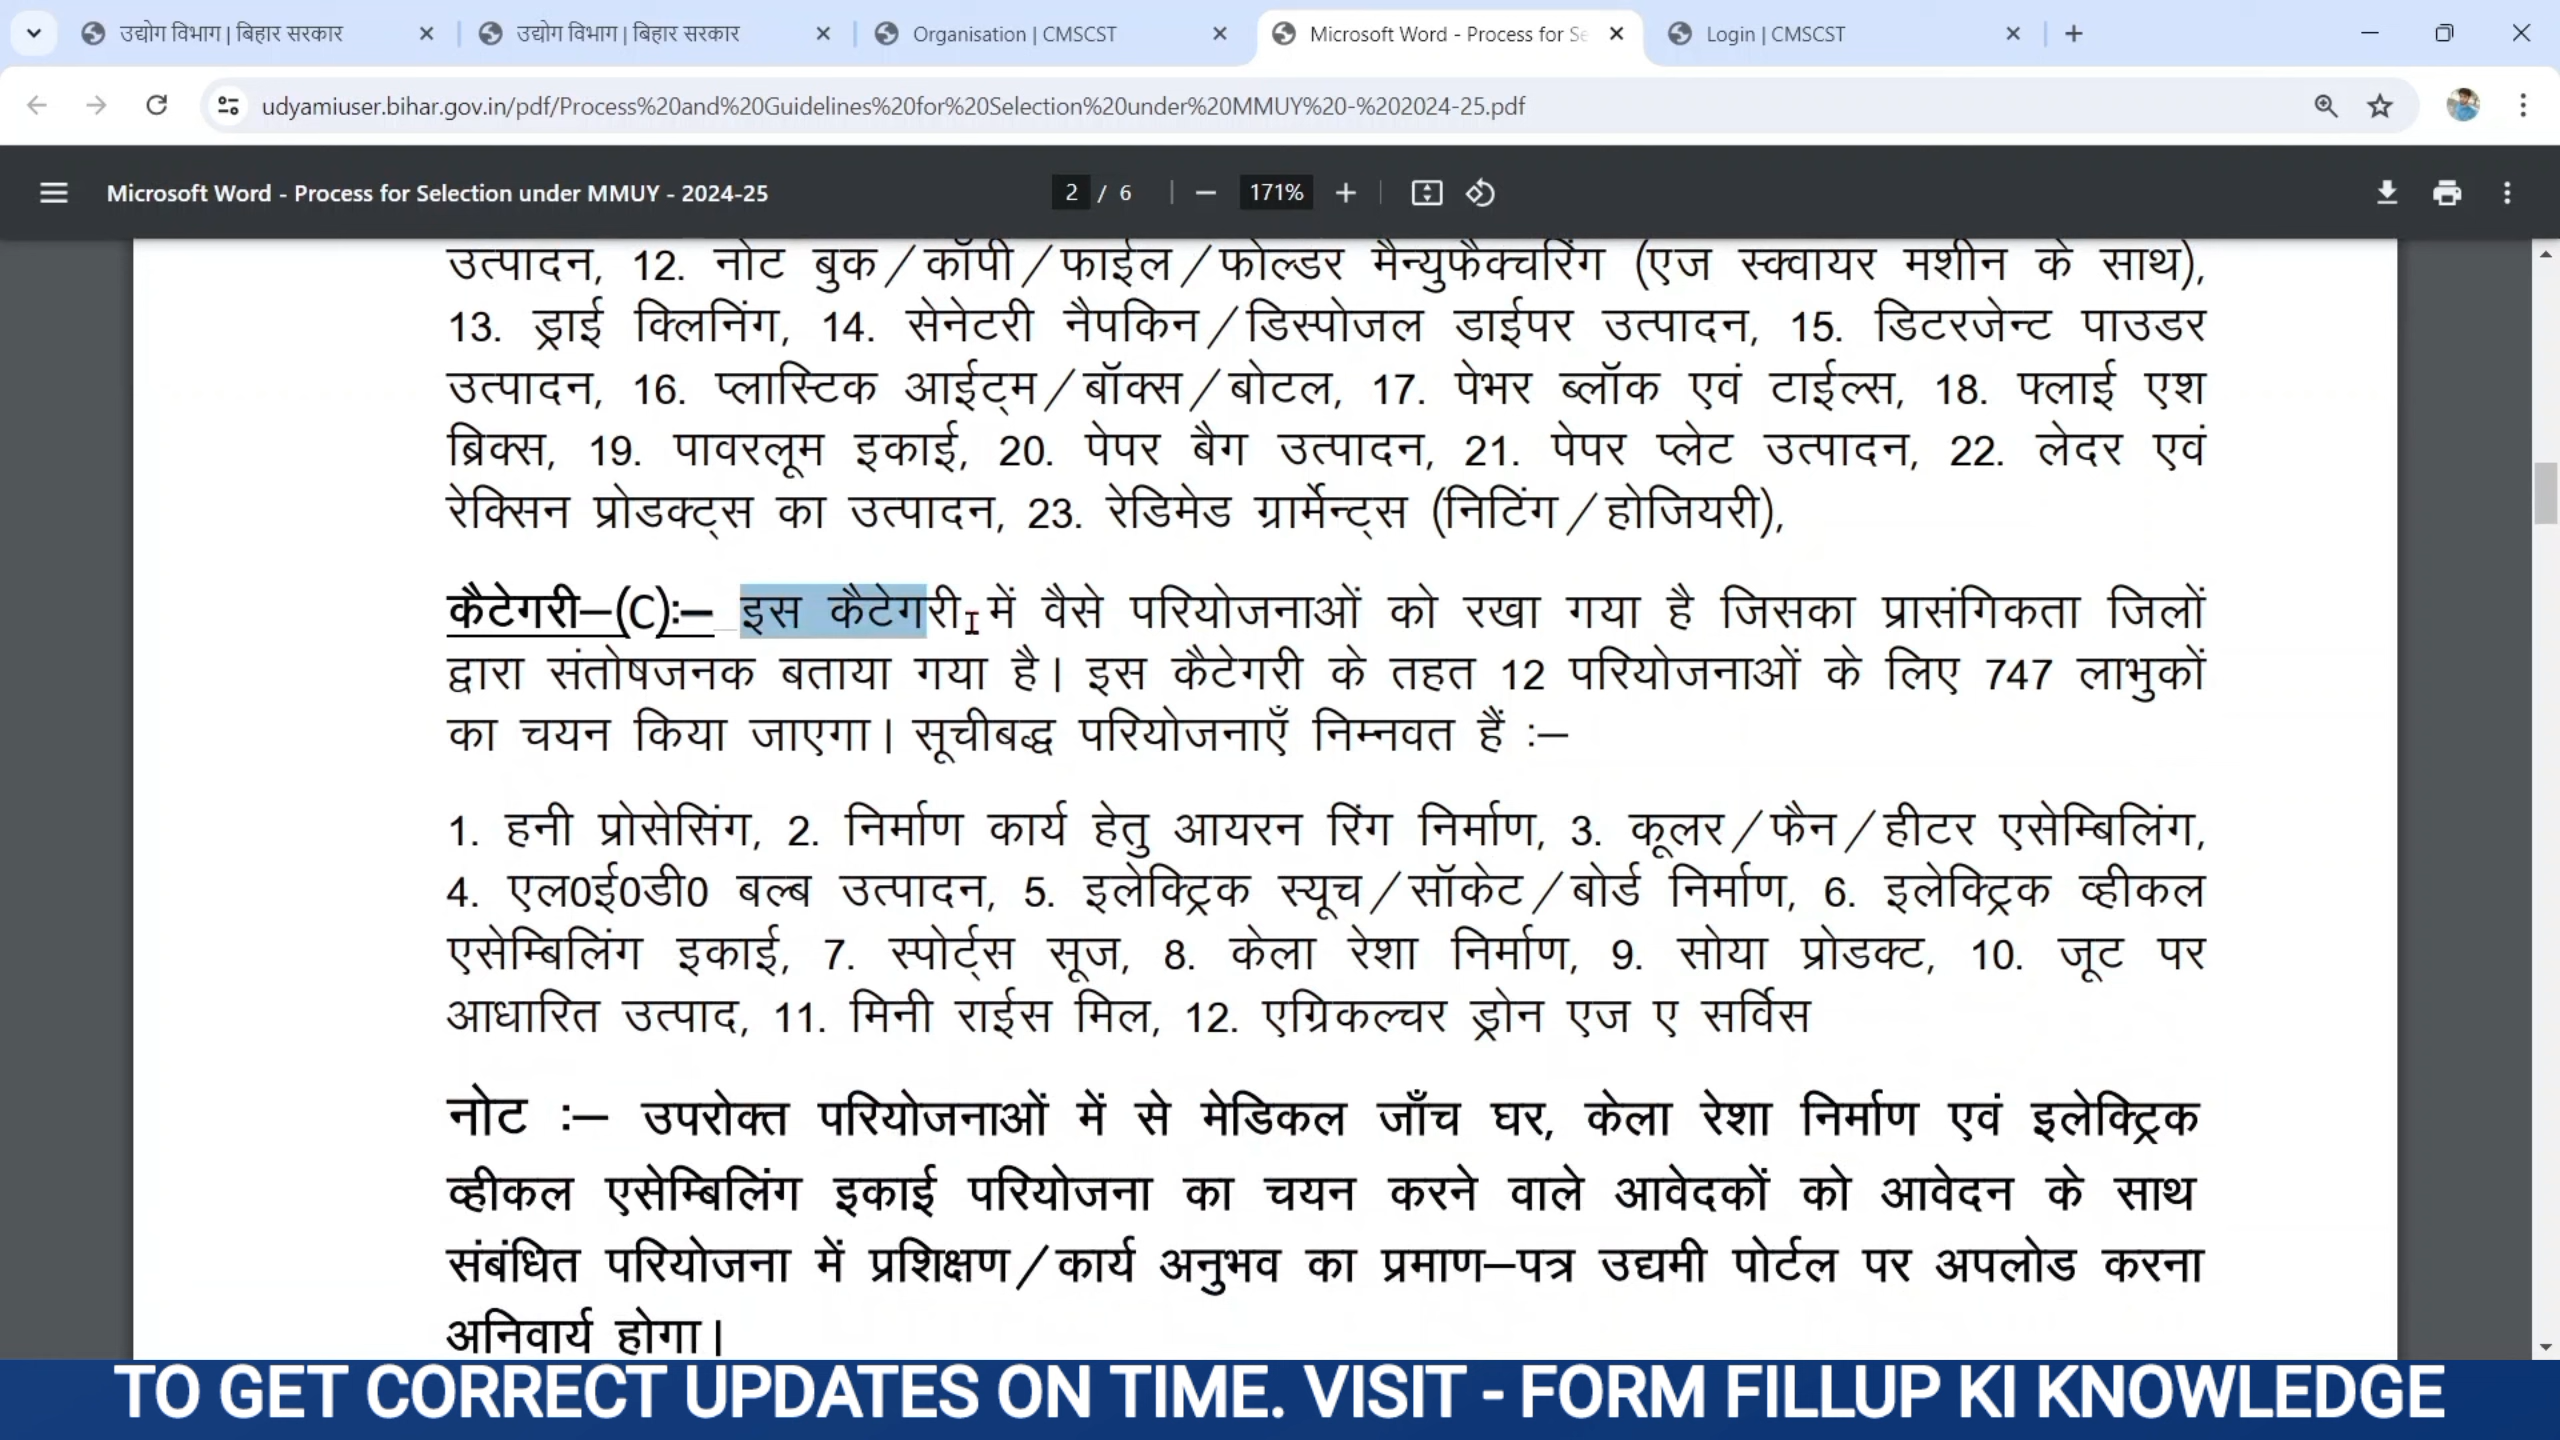 उद्योग विभाग | बिहार सरकार
उद्योग विभाग | बिहार सरकार
Organisation | CMSCST
Microsoft Word - Process for Se
Login | CMSCST
udyamiuser.bihar.gov.in/pdf/Process%20and%20Guidelines%20for%20Selection%20under%20MMUY%20-%202024-25.pdf
Microsoft Word - Process for Selection under MMUY - 2024-25
2 / 6
171%
उत्पादन, 12. नोट बुक/कॉपी/फाईल/फोल्डर मैन्युफैक्चरिंग (एज स्क्वायर मशीन के साथ),
13. ड्राई क्लिनिंग, 14. सेनेटरी नैपकिन/डिस्पोजल डाईपर उत्पादन, 15. डिटरजेन्ट पाउडर
उत्पादन, 16. प्लास्टिक आईट्म/बॉक्स/बोटल, 17. पेभर ब्लॉक एवं टाईल्स, 18. फ्लाई एश
ब्रिक्स, 19. पावरलूम इकाई, 20. पेपर बैग उत्पादन, 21. पेपर प्लेट उत्पादन, 22. लेदर एवं
रेक्सिन प्रोडक्ट्स का उत्पादन, 23. रेडिमेड ग्रार्मेन्ट्स (निटिंग/होजियरी),
कैटेगरी–(C):– इस कैटेगरी में वैसे परियोजनाओं को रखा गया है जिसका प्रासंगिकता जिलों
द्वारा संतोषजनक बताया गया है। इस कैटेगरी के तहत 12 परियोजनाओं के लिए 747 लाभुकों
का चयन किया जाएगा। सूचीबद्ध परियोजनाएँ निम्नवत हैं :–
1. हनी प्रोसेसिंग, 2. निर्माण कार्य हेतु आयरन रिंग निर्माण, 3. कूलर/फैन/हीटर एसेम्बिलिंग,
4. एल0ई0डी0 बल्ब उत्पादन, 5. इलेक्ट्रिक स्यूच/सॉकेट/बोर्ड निर्माण, 6. इलेक्ट्रिक व्हीकल
एसेम्बिलिंग इकाई, 7. स्पोर्ट्स सूज, 8. केला रेशा निर्माण, 9. सोया प्रोडक्ट, 10. जूट पर
आधारित उत्पाद, 11. मिनी राईस मिल, 12. एग्रिकल्चर ड्रोन एज ए सर्विस
नोट :– उपरोक्त परियोजनाओं में से मेडिकल जाँच घर, केला रेशा निर्माण एवं इलेक्ट्रिक
व्हीकल एसेम्बिलिंग इकाई परियोजना का चयन करने वाले आवेदकों को आवेदन के साथ
संबंधित परियोजना में प्रशिक्षण/कार्य अनुभव का प्रमाण–पत्र उद्यमी पोर्टल पर अपलोड करना
अनिवार्य होगा।
TO GET CORRECT UPDATES ON TIME. VISIT - FORM FILLUP KI KNOWLEDGE